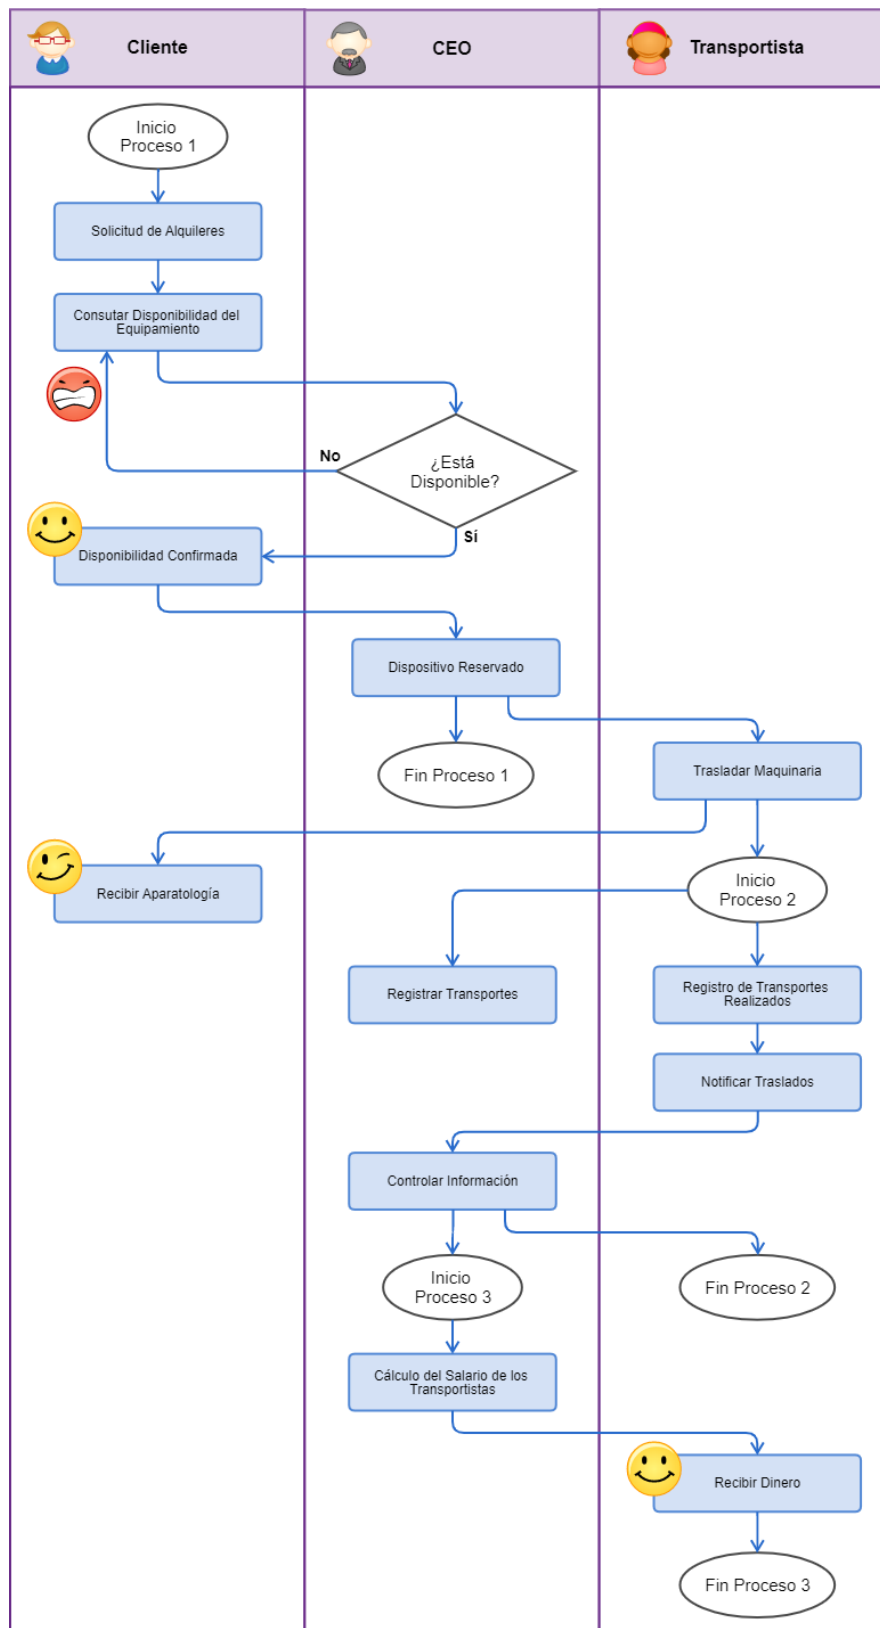 Cliente
CEO
Transportista
Inicio
Proceso 1
Solicitud de Alquileres
Consutar Disponibilidad del
Equipamiento
¿Está
Disponible?
No
Sí
Disponibilidad Confirmada
Dispositivo Reservado
Fin Proceso 1
Trasladar Maquinaria
Recibir Aparatología
Inicio
Proceso 2
Registrar Transportes
Registro de Transportes
Realizados
Notificar Traslados
Controlar Información
Inicio
Proceso 3
Fin Proceso 2
Cálculo del Salario de los
Transportistas
Recibir Dinero
Fin Proceso 3